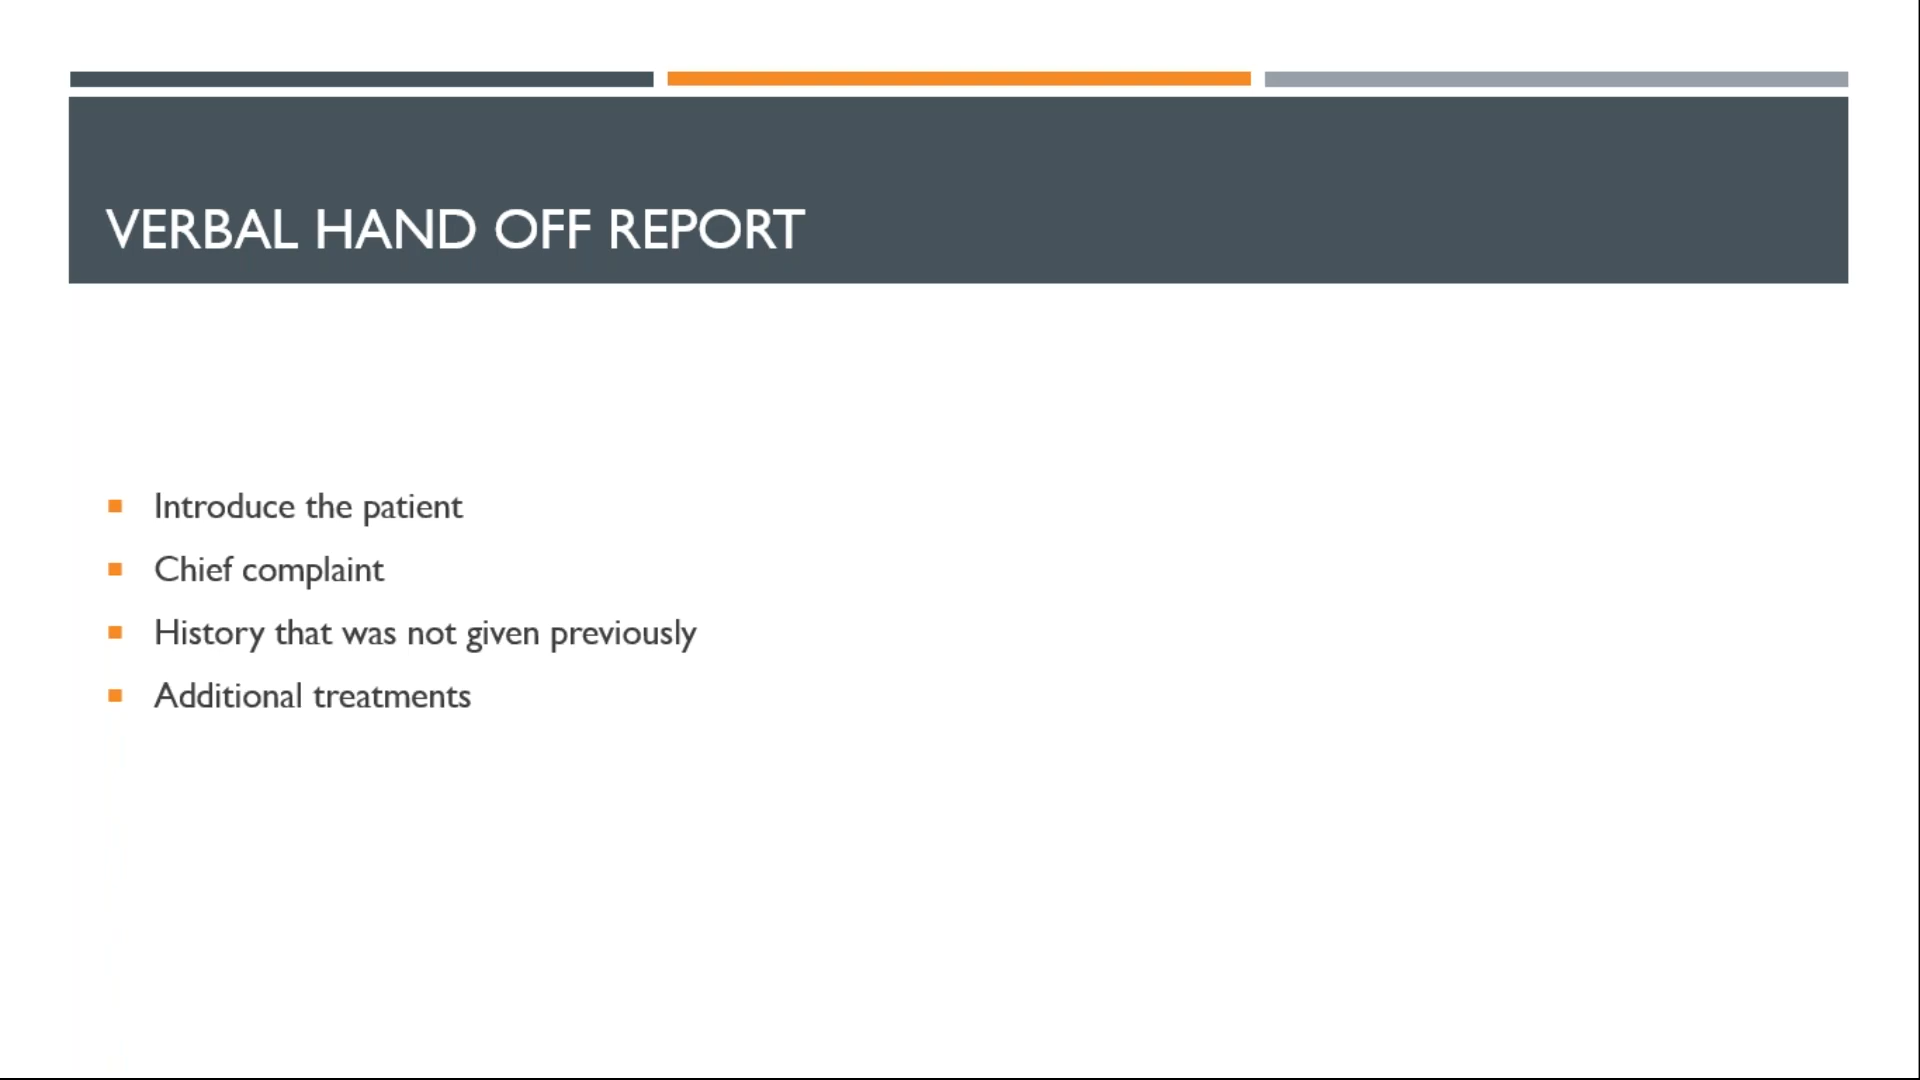 VERBAL HAND OFF REPORT
Introduce the patient
Chief complaint
History that was not given previously
Additional treatments